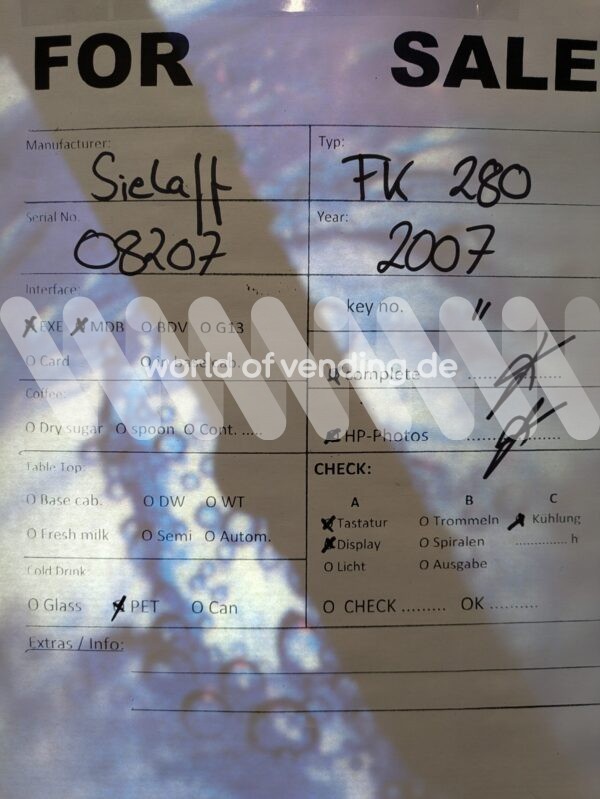 FOR SALE
Manufacturer: Typ:
Sielaff FK 280
Serial No. Year:
08207 2007
Interface: key no. "
EXE MDB O BDV O G13
O Card O in base cab. complete ..........
world of vending.de
Coffee:
O Dry sugar O spoon O Cont. ..... HP-Photos ..........
Table Top: CHECK:
A B C
O Base cab. O DW O WT Tastatur O Trommeln Kühlung
O Fresh milk O Semi O Autom. Display O Spiralen .............. h
O Licht O Ausgabe
Cold Drink:
O Glass PET O Can O CHECK ......... OK ..........
Extras / Info: